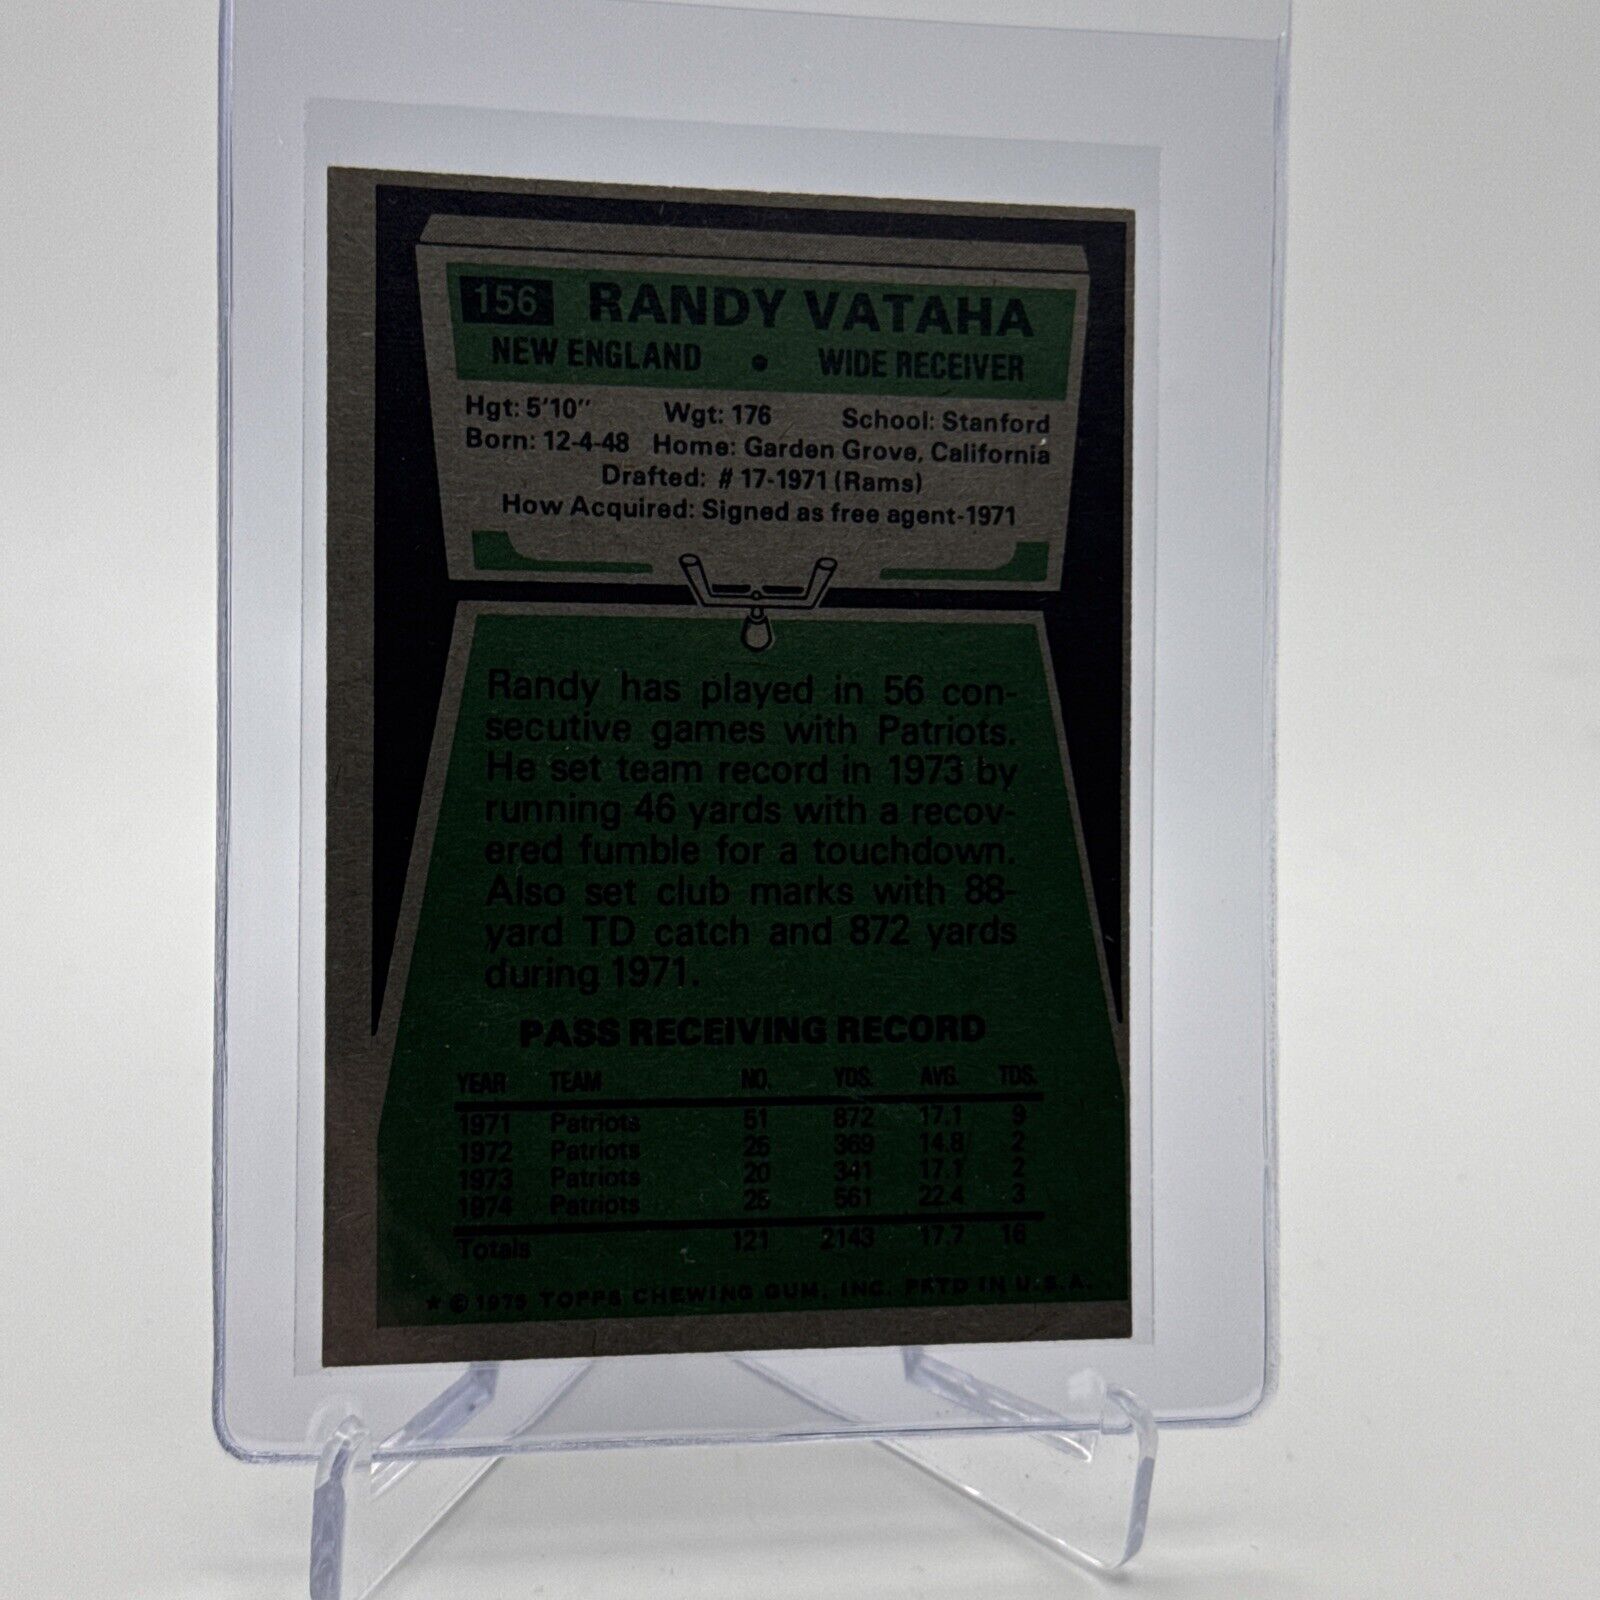 156 RANDY VATAHA
NEW ENGLAND • WIDE RECEIVER
Hgt: 5'10" Wgt: 176 School: Stanford
Born: 12-4-48 Home: Garden Grove, California
Drafted: # 17-1971 (Rams)
How Acquired: Signed as free agent-1971
Randy has played in 56 con-
secutive games with Patriots.
He set team record in 1973 by
running 46 yards with a recov-
ered fumble for a touchdown.
Also set club marks with 88-
yard TD catch and 872 yards
during 1971.
PASS RECEIVING RECORD
YEAR TEAM NO. YDS. AVG. TDS.
1971 Patriots 51 872 17.1 9
1972 Patriots 25 369 14.8 2
1973 Patriots 20 341 17.1 2
1974 Patriots 25 561 22.4 3
Totals 121 2143 17.7 16
★ © 1975 TOPPS CHEWING GUM, INC. PRTD IN U.S.A.